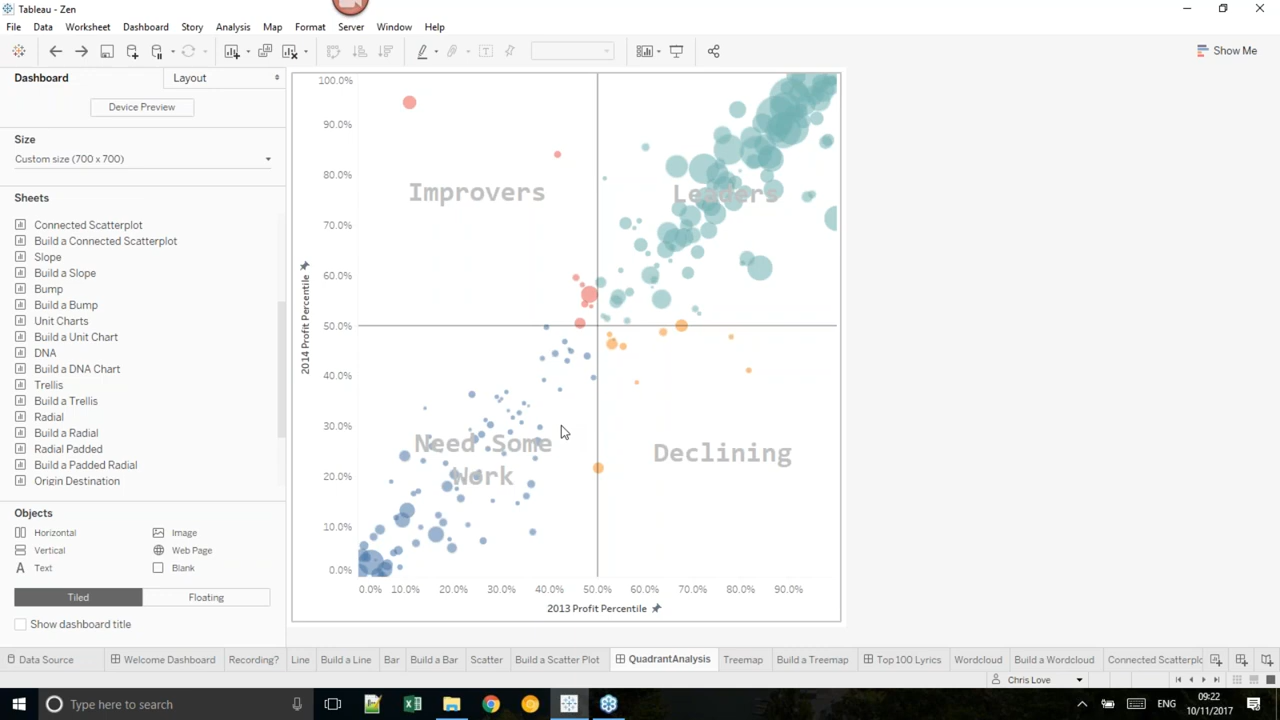 Tableau - Zen
File Data Worksheet Dashboard Story Analysis Map Format Server Window Help
Show Me
Dashboard Layout
Device Preview
Size
Custom size (700 x 700)
Sheets
Connected Scatterplot
Build a Connected Scatterplot
Slope
Build a Slope
Bump
Build a Bump
Unit Charts
Build a Unit Chart
DNA
Build a DNA Chart
Trellis
Build a Trellis
Radial
Build a Radial
Radial Padded
Build a Padded Radial
Origin Destination
Objects
Horizontal Image
Vertical Web Page
Text Blank
Tiled Floating
Show dashboard title
100.0%
90.0%
80.0%
70.0%
60.0%
50.0%
40.0%
30.0%
20.0%
10.0%
0.0%
2014 Profit Percentile
Improvers
Leaders
Need Some
Work
Declining
0.0% 10.0% 20.0% 30.0% 40.0% 50.0% 60.0% 70.0% 80.0% 90.0%
2013 Profit Percentile
Data Source Welcome Dashboard Recording? Line Build a Line Bar Build a Bar Scatter Build a Scatter Plot QuadrantAnalysis Treemap Build a Treemap Top 100 Lyrics Wordcloud Build a Wordcloud Connected Scatterplc
Chris Love
Type here to search
ENG
09:22
10/11/2017